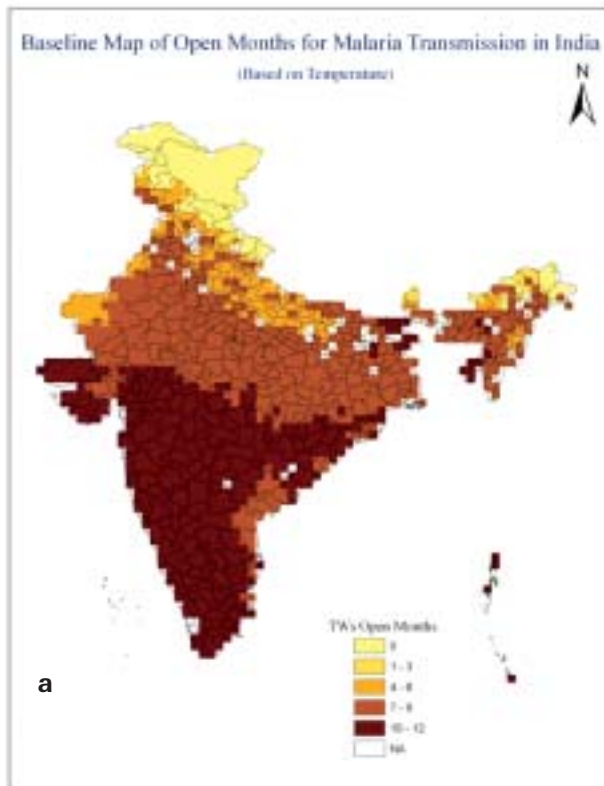 Baseline Map of Open Months for Malaria Transmission in India
(Based on Temperature)
N
TWs Open Months
0
1 - 3
4 - 6
7 - 9
10 - 12
NA
a